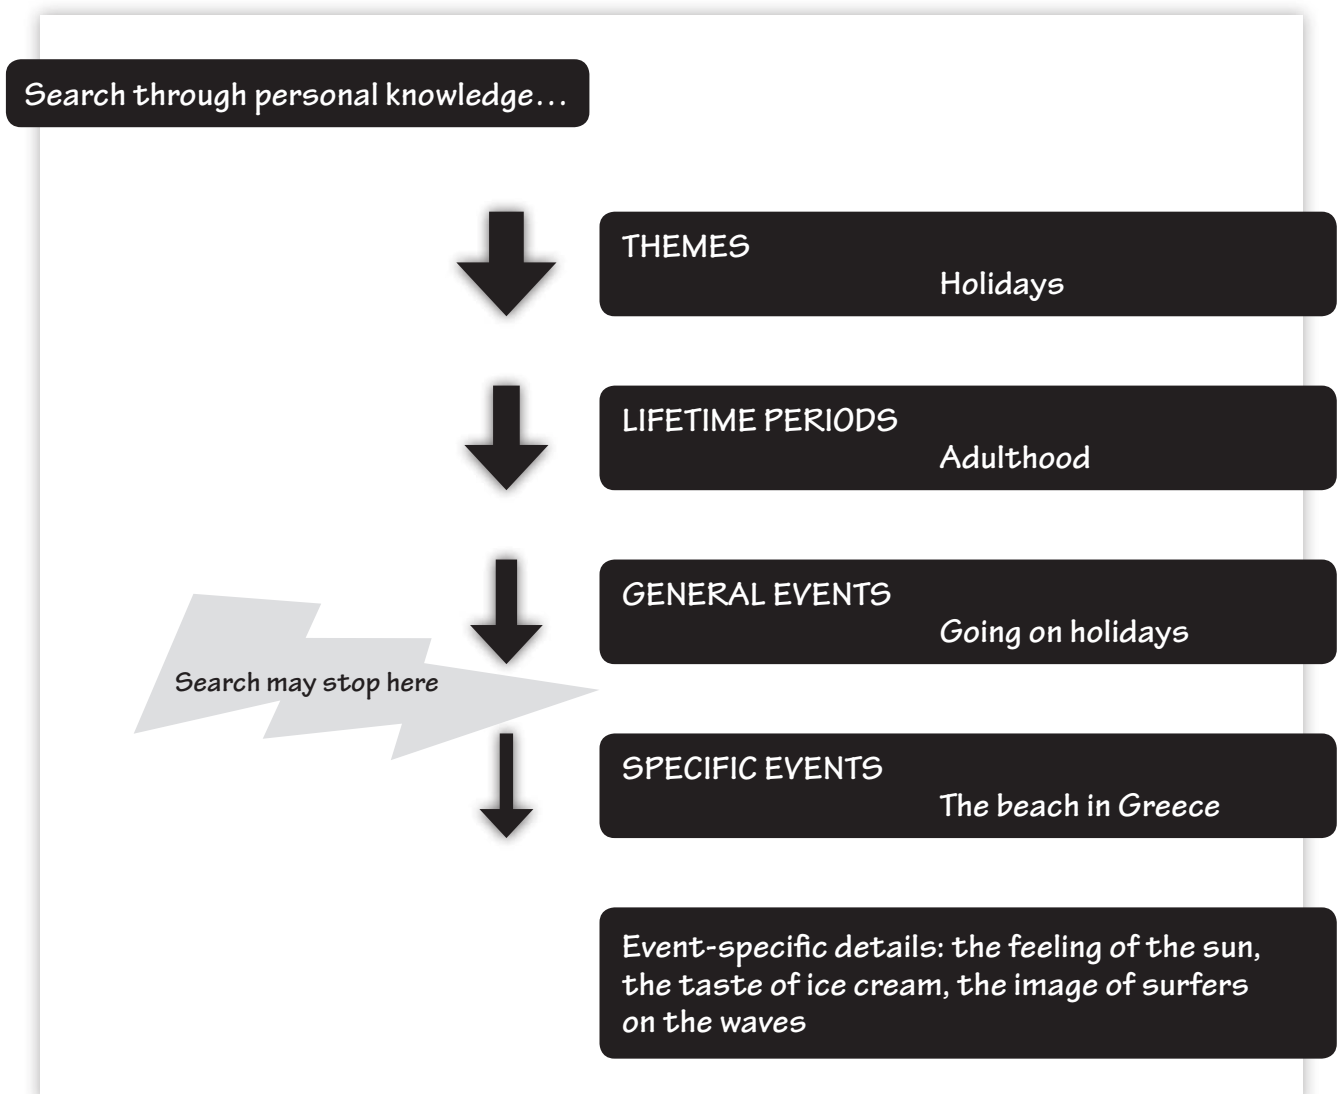 Search through personal knowledge…
THEMES
Holidays
LIFETIME PERIODS
Adulthood
GENERAL EVENTS
Going on holidays
Search may stop here
SPECIFIC EVENTS
The beach in Greece
Event-specific details: the feeling of the sun,
the taste of ice cream, the image of surfers
on the waves